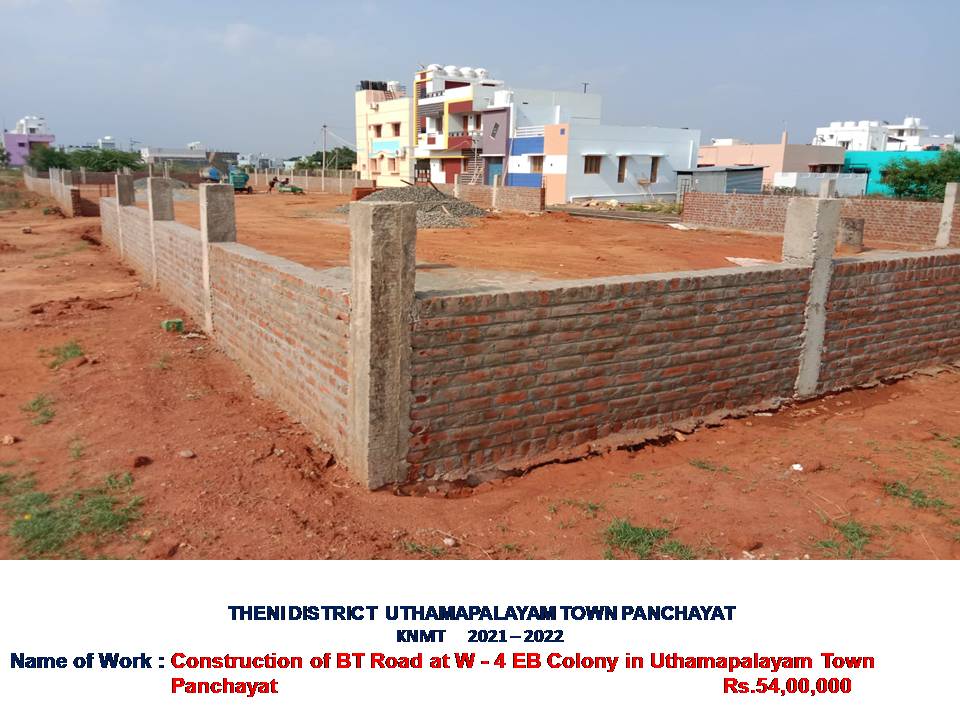 THENI DISTRICT UTHAMAPALAYAM TOWN PANCHAYAT
KNMT 2021 – 2022
Name of Work : Construction of BT Road at W - 4 EB Colony in Uthamapalayam Town
Panchayat Rs.54,00,000